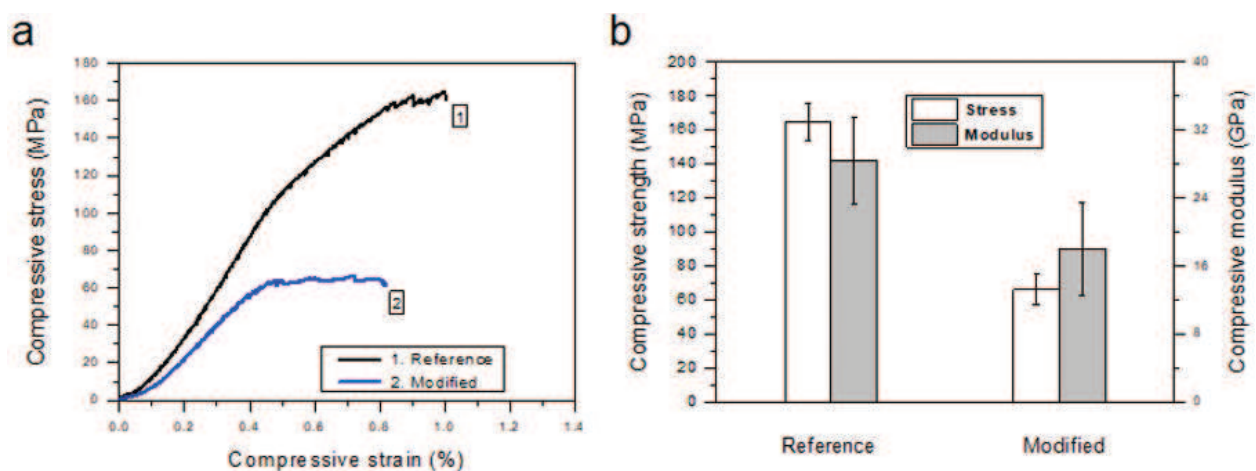 a
Compressive stress (MPa)
180
160
140
120
100
80
60
40
20
0
0.0 0.2 0.4 0.6 0.8 1.0 1.2 1.4
Compressive strain (%)
1
2
1. Reference
2. Modified
b
Compressive strength (MPa)
200
180
160
140
120
100
80
60
40
20
0
Stress
Modulus
40
32
24
16
8
0
Compressive modulus (GPa)
Reference Modified